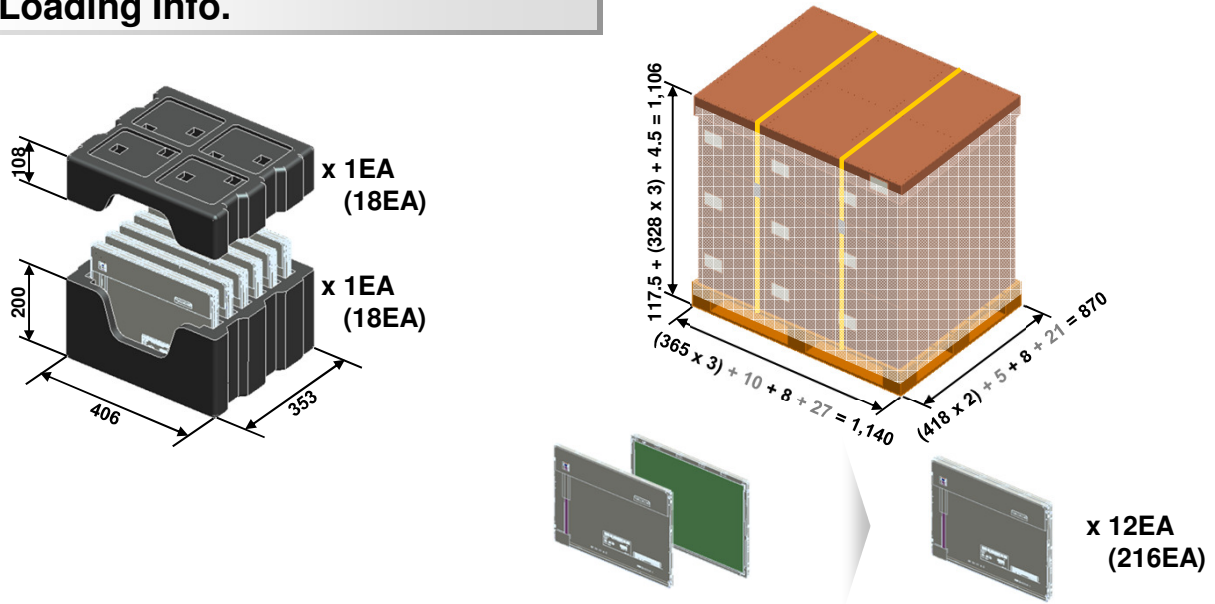 Loading Info.
108
x 1EA
(18EA)
200
x 1EA
(18EA)
406
353
117.5 + (328 x 3) + 4.5 = 1,106
(365 x 3) + 10 + 8 + 27 = 1,140
(418 x 2) + 5 + 8 + 21 = 870
x 12EA
(216EA)